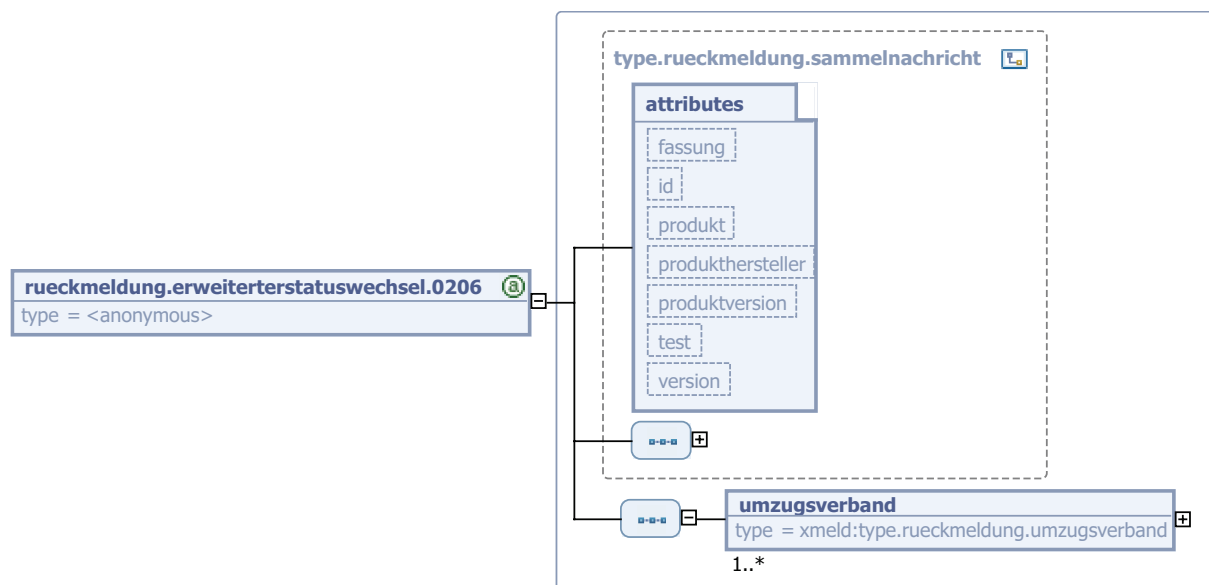 type.rueckmeldung.sammelnachricht
attributes
fassung
id
produkt
produkthersteller
produktversion
test
version
rueckmeldung.erweiterterstatuswechsel.0206 a
type = <anonymous>
umzugsverband
type = xmeld:type.rueckmeldung.umzugsverband
1..*